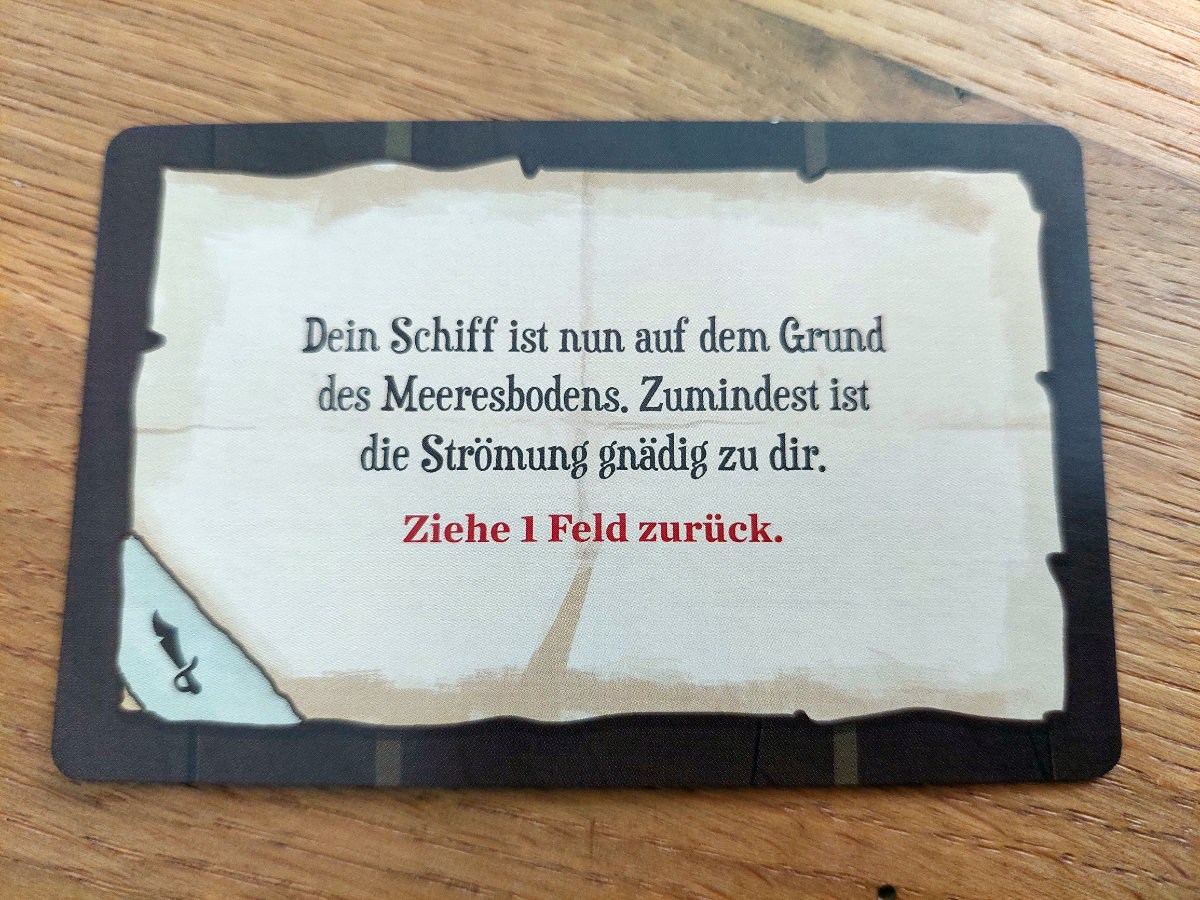 Dein Schiff ist nun auf dem Grund
des Meeresbodens. Zumindest ist
die Strömung gnädig zu dir.
Ziehe 1 Feld zurück.